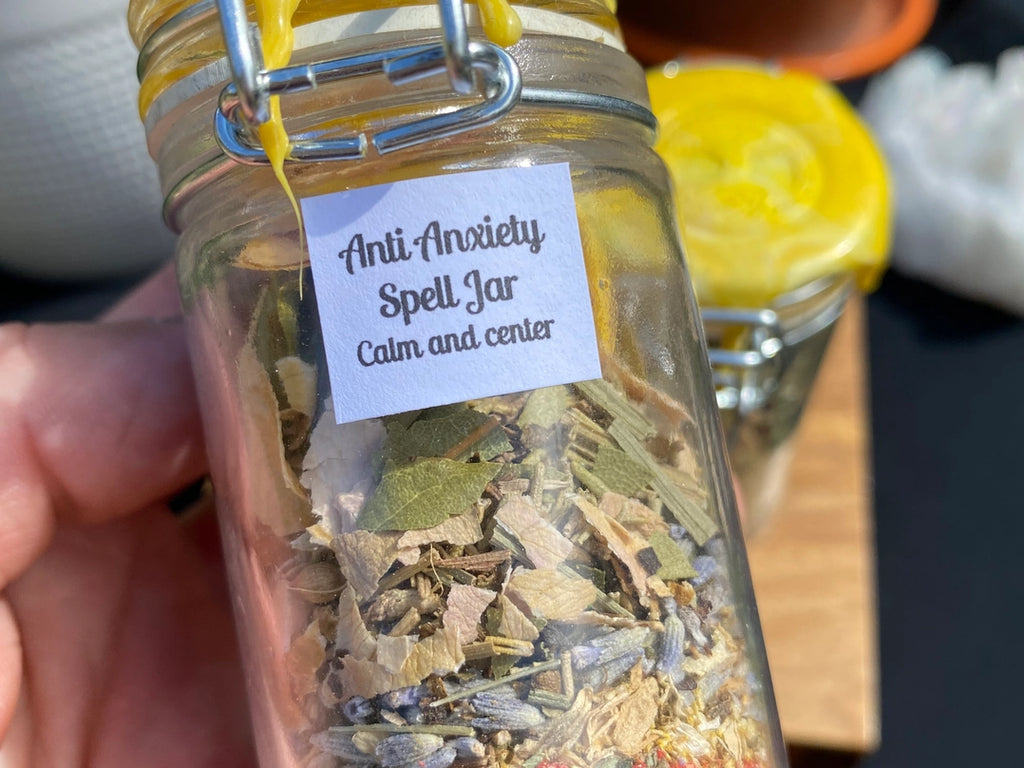 Anti Anxiety
Spell Jar
Calm and center